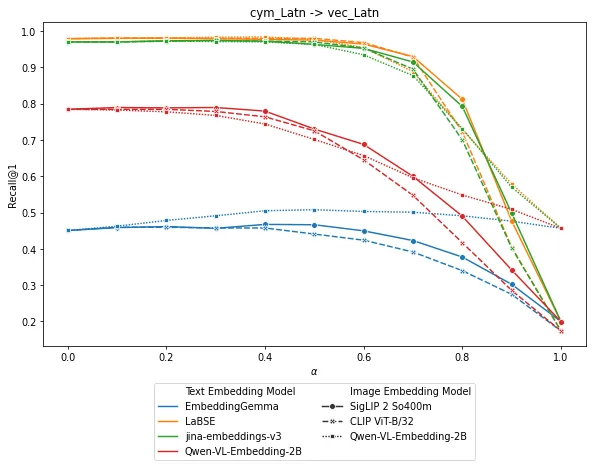 cym_Latn -> vec_Latn
1.0
0.9
0.8
0.7
0.6
0.5
0.4
0.3
0.2
Recall@1
0.0 0.2 0.4 0.6 0.8 1.0
α
Text Embedding Model
EmbeddingGemma
LaBSE
jina-embeddings-v3
Qwen-VL-Embedding-2B
Image Embedding Model
SigLIP 2 So400m
CLIP ViT-B/32
Qwen-VL-Embedding-2B